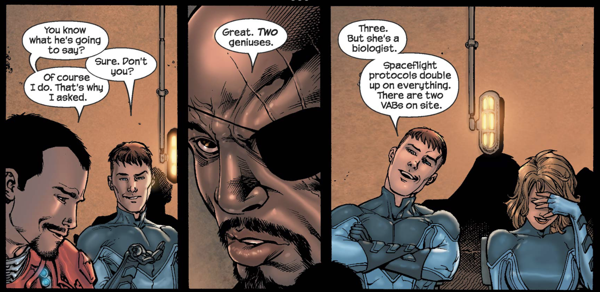 You know
what he's going
to say?
Sure. Don't
you?
Of course
I do. That's why
I asked.
Great. TWO
geniuses.
Three.
But she's a
biologist.
Spaceflight
protocols double
up on everything.
There are two
VABs on site.